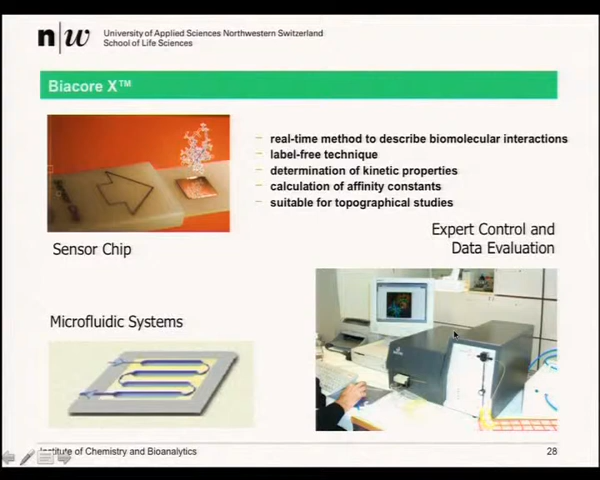 n w University of Applied Sciences Northwestern Switzerland
School of Life Sciences
Biacore X™
– real-time method to describe biomolecular interactions
– label-free technique
– determination of kinetic properties
– calculation of affinity constants
– suitable for topographical studies
Expert Control and
Data Evaluation
Sensor Chip
Microfluidic Systems
Institute of Chemistry and Bioanalytics
28